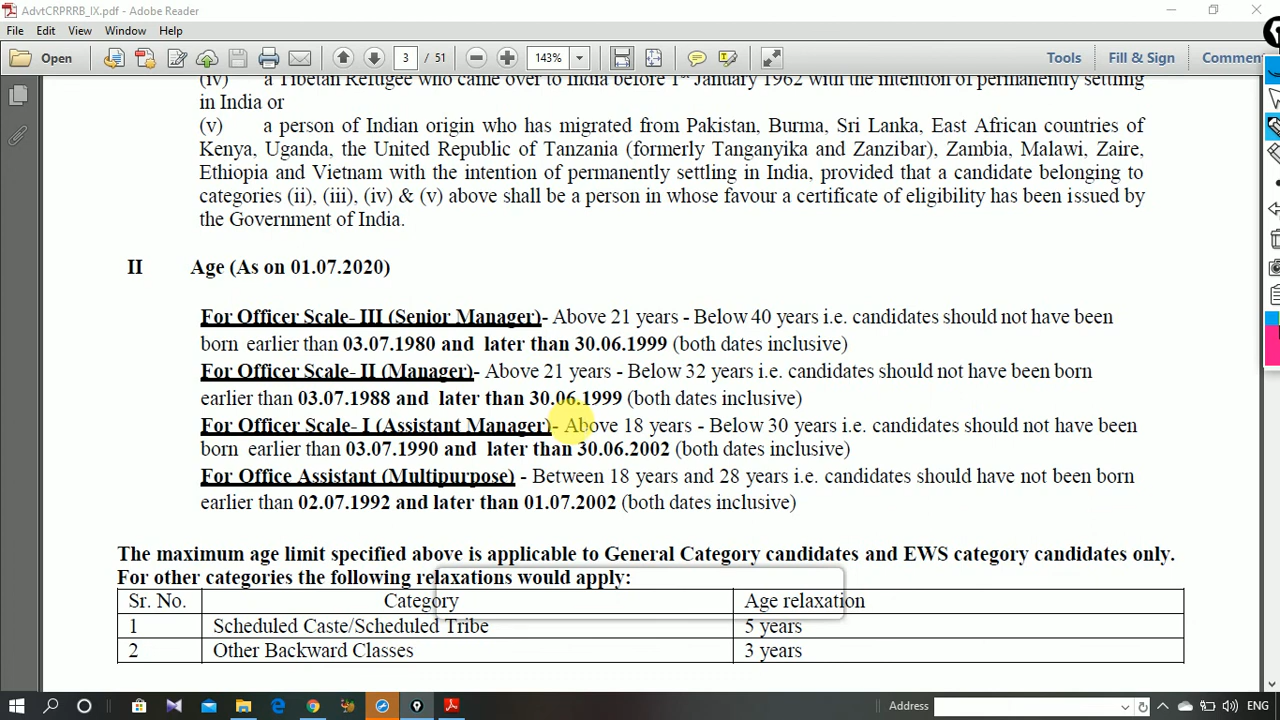 AdvtCRPRRB_IX.pdf - Adobe Reader
File Edit View Window Help
Open 3 / 51 143% Tools Fill & Sign Commen
(iv) a Tibetan Refugee who came over to India before 1st January 1962 with the intention of permanently settling
in India or
(v) a person of Indian origin who has migrated from Pakistan, Burma, Sri Lanka, East African countries of
Kenya, Uganda, the United Republic of Tanzania (formerly Tanganyika and Zanzibar), Zambia, Malawi, Zaire,
Ethiopia and Vietnam with the intention of permanently settling in India, provided that a candidate belonging to
categories (ii), (iii), (iv) & (v) above shall be a person in whose favour a certificate of eligibility has been issued by
the Government of India.
II Age (As on 01.07.2020)
For Officer Scale- III (Senior Manager)- Above 21 years - Below 40 years i.e. candidates should not have been
born earlier than 03.07.1980 and later than 30.06.1999 (both dates inclusive)
For Officer Scale- II (Manager)- Above 21 years - Below 32 years i.e. candidates should not have been born
earlier than 03.07.1988 and later than 30.06.1999 (both dates inclusive)
For Officer Scale- I (Assistant Manager)- Above 18 years - Below 30 years i.e. candidates should not have been
born earlier than 03.07.1990 and later than 30.06.2002 (both dates inclusive)
For Office Assistant (Multipurpose) - Between 18 years and 28 years i.e. candidates should have not been born
earlier than 02.07.1992 and later than 01.07.2002 (both dates inclusive)
The maximum age limit specified above is applicable to General Category candidates and EWS category candidates only.
For other categories the following relaxations would apply:
Sr. No. Category Age relaxation
1 Scheduled Caste/Scheduled Tribe 5 years
2 Other Backward Classes 3 years
Address ENG